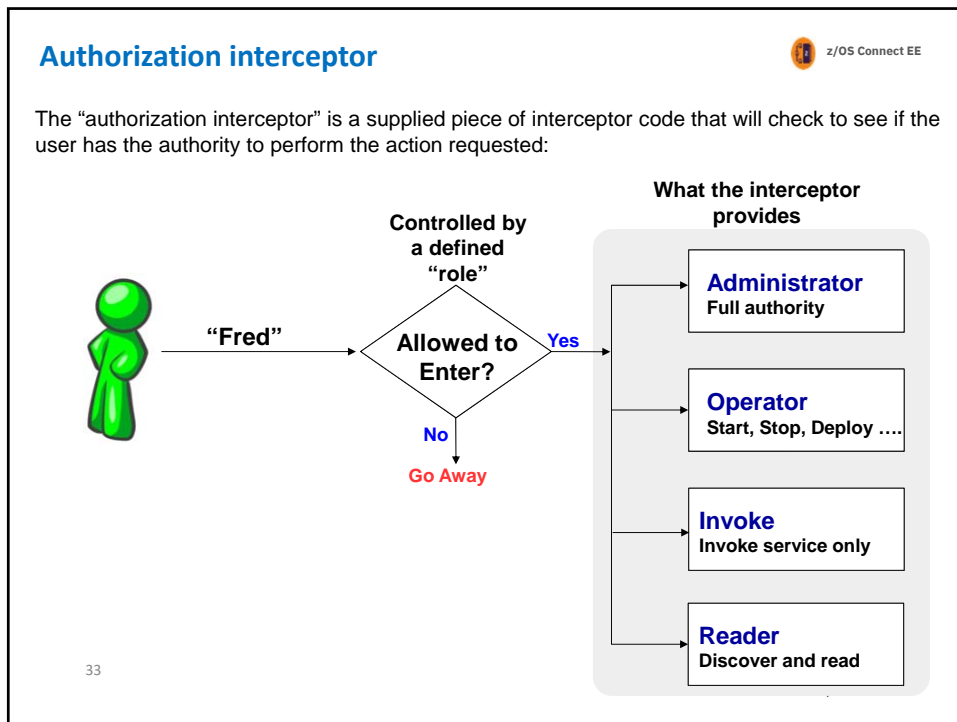 Authorization interceptor
z/OS Connect EE
The “authorization interceptor” is a supplied piece of interceptor code that will check to see if the
user has the authority to perform the action requested:
What the interceptor
provides
Controlled by
a defined
“role”
“Fred”
Allowed to
Enter?
Yes
No
Go Away
Administrator
Full authority
Operator
Start, Stop, Deploy ….
Invoke
Invoke service only
Reader
Discover and read
33